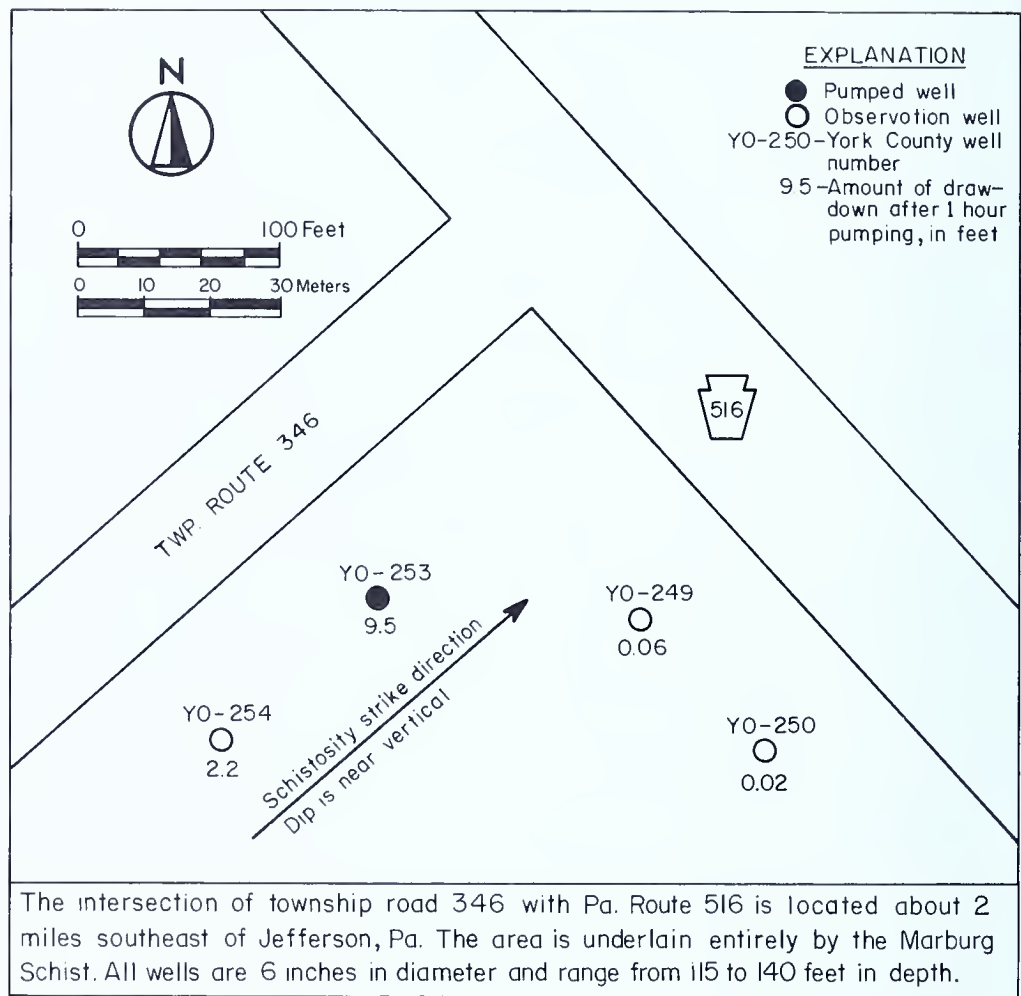 N
0 100 Feet
0 10 20 30 Meters
EXPLANATION
Pumped well
Observation well
YO-250-York County well
number
9.5-Amount of draw-
down after 1 hour
pumping, in feet
516
TWP. ROUTE 346
YO-253
9.5
YO-249
0.06
Schistosity strike direction
Dip is near vertical
YO-254
2.2
YO-250
0.02
The intersection of township road 346 with Pa. Route 516 is located about 2
miles southeast of Jefferson, Pa. The area is underlain entirely by the Marburg
Schist. All wells are 6 inches in diameter and range from 115 to 140 feet in depth.